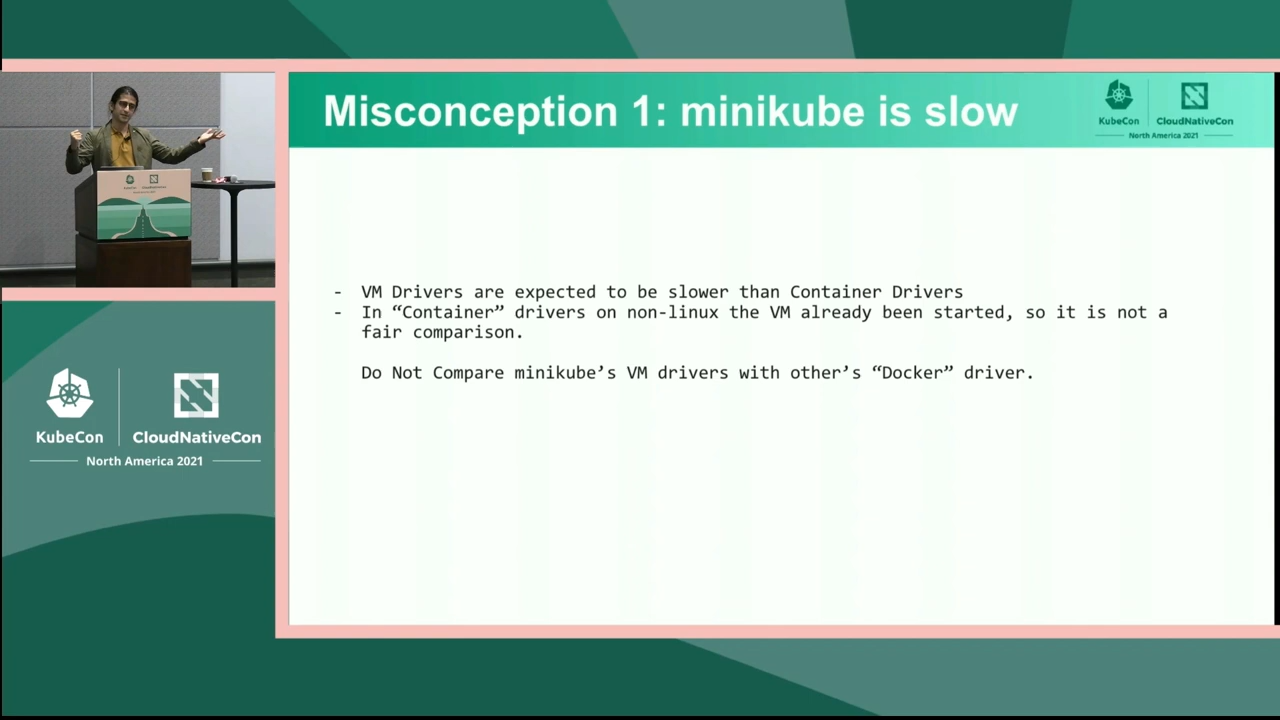 Misconception 1: minikube is slow
KubeCon
CloudNativeCon
North America 2021
- VM Drivers are expected to be slower than Container Drivers
- In “Container” drivers on non-linux the VM already been started, so it is not a
fair comparison.
Do Not Compare minikube’s VM drivers with other’s “Docker” driver.
KubeCon
CloudNativeCon
North America 2021